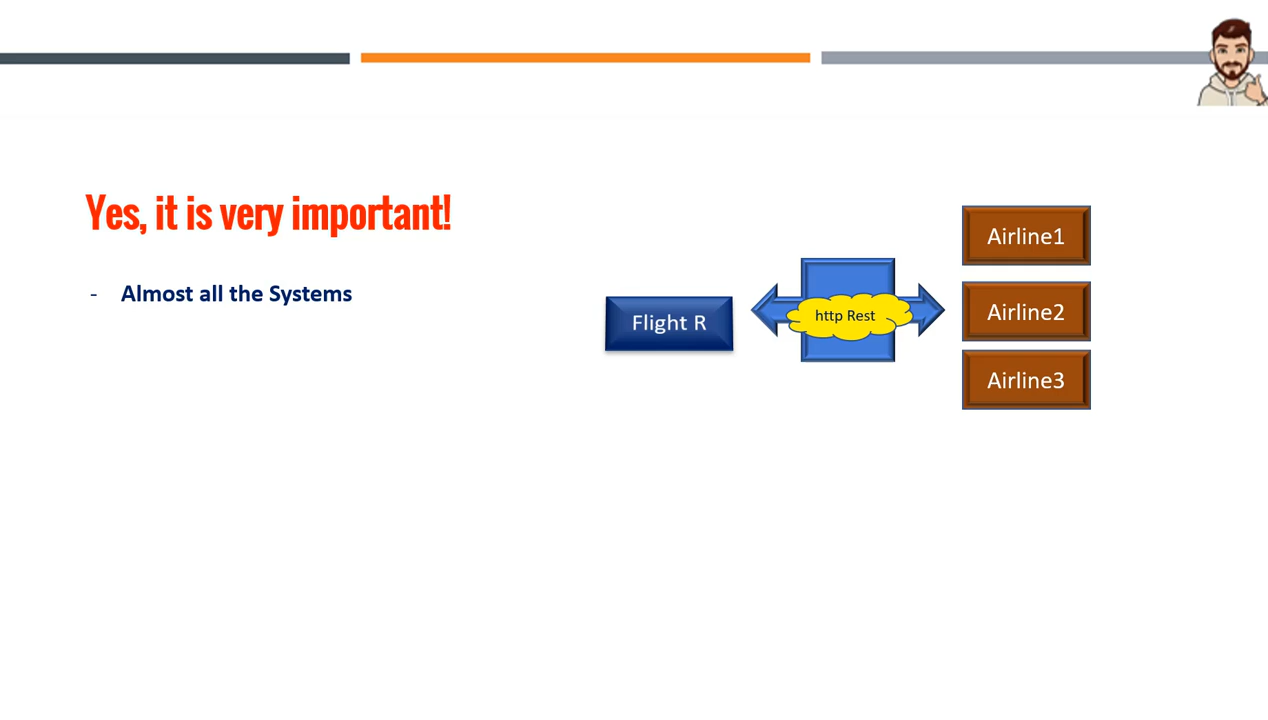 Yes, it is very important!
- Almost all the Systems
Flight R
http Rest
Airline1
Airline2
Airline3